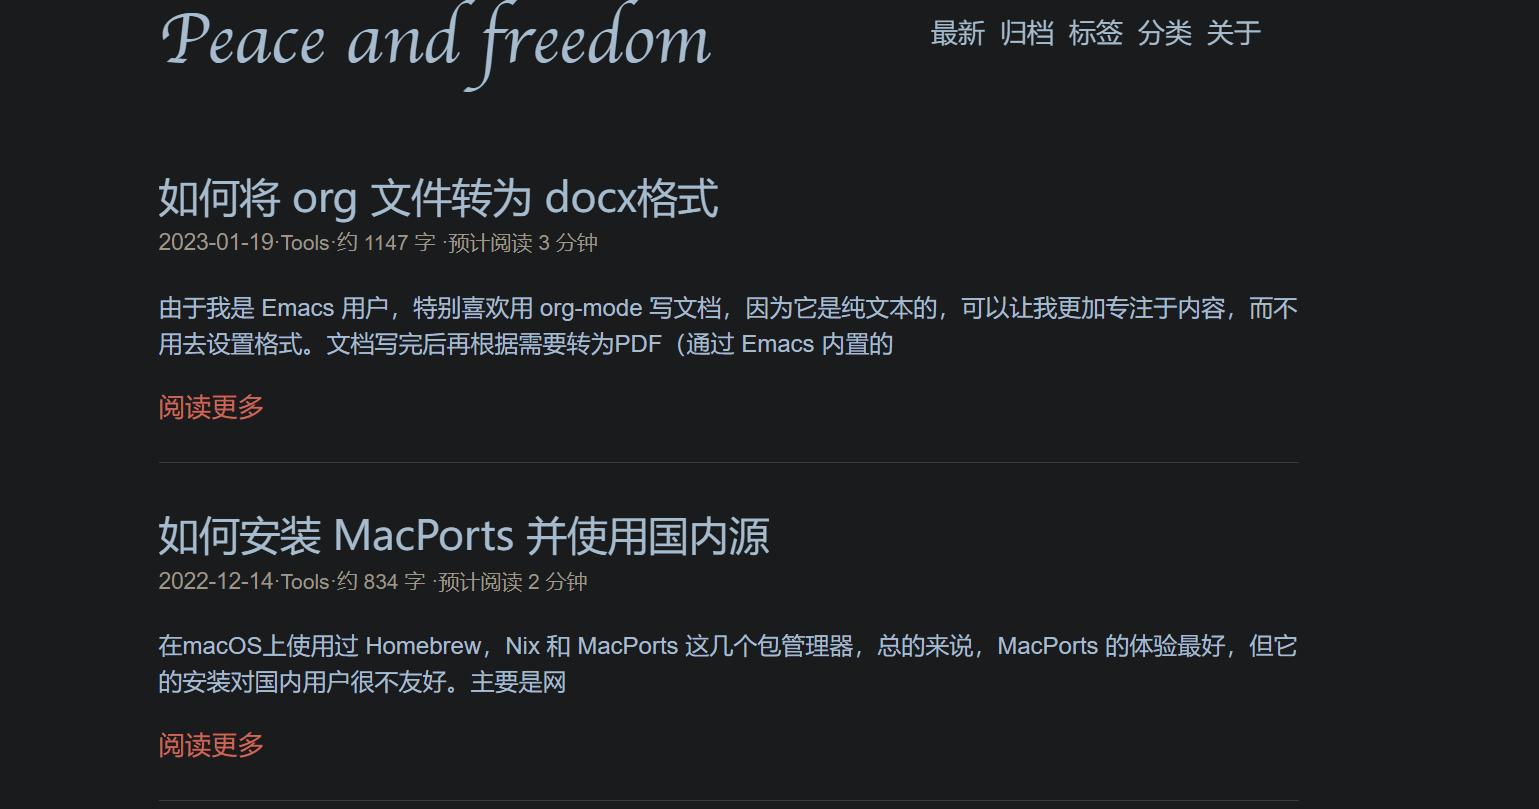 Peace and freedom
最新 归档 标签 分类 关于
如何将 org 文件转为 docx格式
2023-01-19·Tools·约 1147 字 ·预计阅读 3 分钟
由于我是 Emacs 用户，特别喜欢用 org-mode 写文档，因为它是纯文本的，可以让我更加专注于内容，而不
用去设置格式。文档写完后再根据需要转为PDF（通过 Emacs 内置的
阅读更多
如何安装 MacPorts 并使用国内源
2022-12-14·Tools·约 834 字 ·预计阅读 2 分钟
在macOS上使用过 Homebrew，Nix 和 MacPorts 这几个包管理器，总的来说，MacPorts 的体验最好，但它
的安装对国内用户很不友好。主要是网
阅读更多